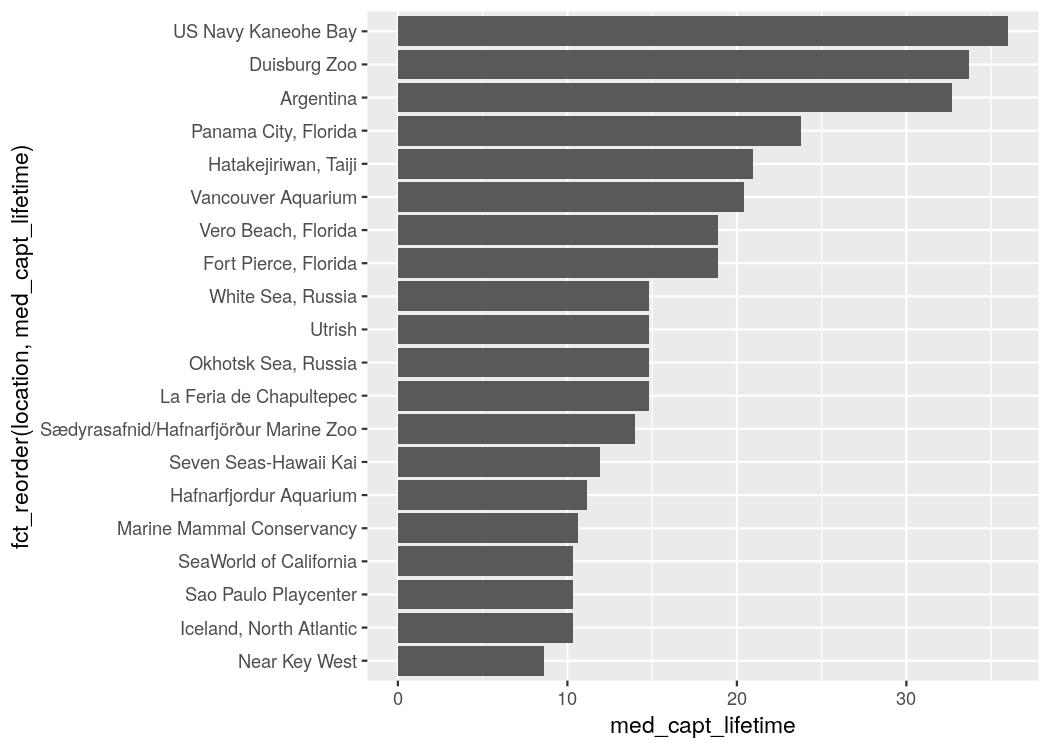 fct_reorder(location, med_capt_lifetime)
US Navy Kaneohe Bay
Duisburg Zoo
Argentina
Panama City, Florida
Hatakejiriwan, Taiji
Vancouver Aquarium
Vero Beach, Florida
Fort Pierce, Florida
White Sea, Russia
Utrish
Okhotsk Sea, Russia
La Feria de Chapultepec
Sædyrasafnid/Hafnarfjörður Marine Zoo
Seven Seas-Hawaii Kai
Hafnarfjordur Aquarium
Marine Mammal Conservancy
SeaWorld of California
Sao Paulo Playcenter
Iceland, North Atlantic
Near Key West
0 10 20 30
med_capt_lifetime